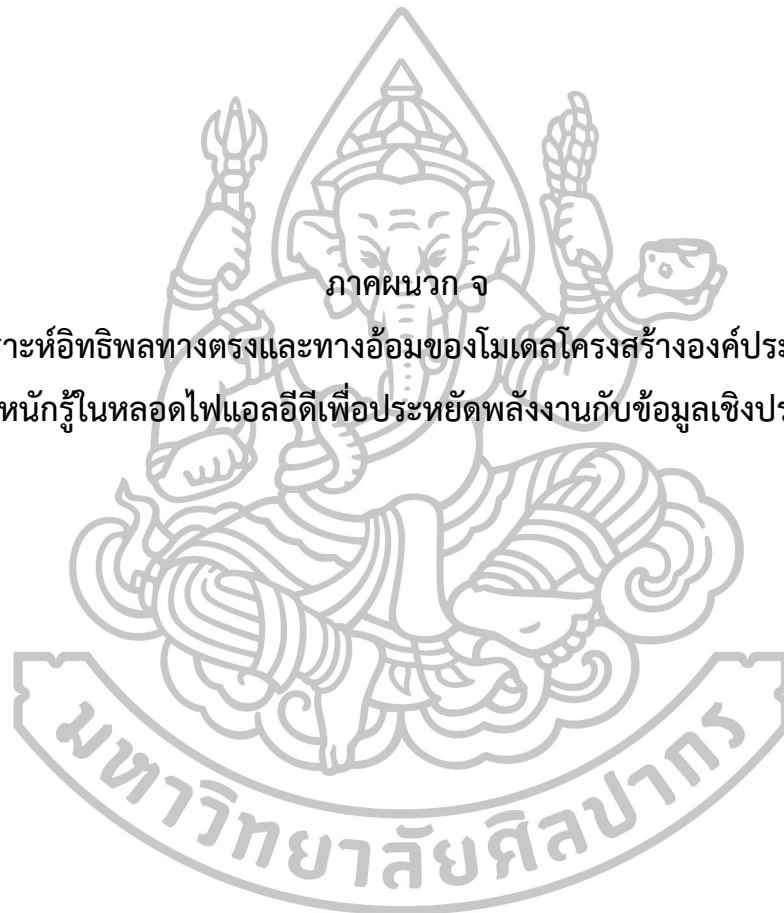 ภาคผนวก จ
ราะห์อิทธิพลทางตรงและทางอ้อมของโมเดลโครงสร้างองค์ประ
หนักรู้ในหลอดไฟแอลอีดีเพื่อประหยัดพลังงานกับข้อมูลเชิงปร
มหาวิทยาลัยศิลปากร